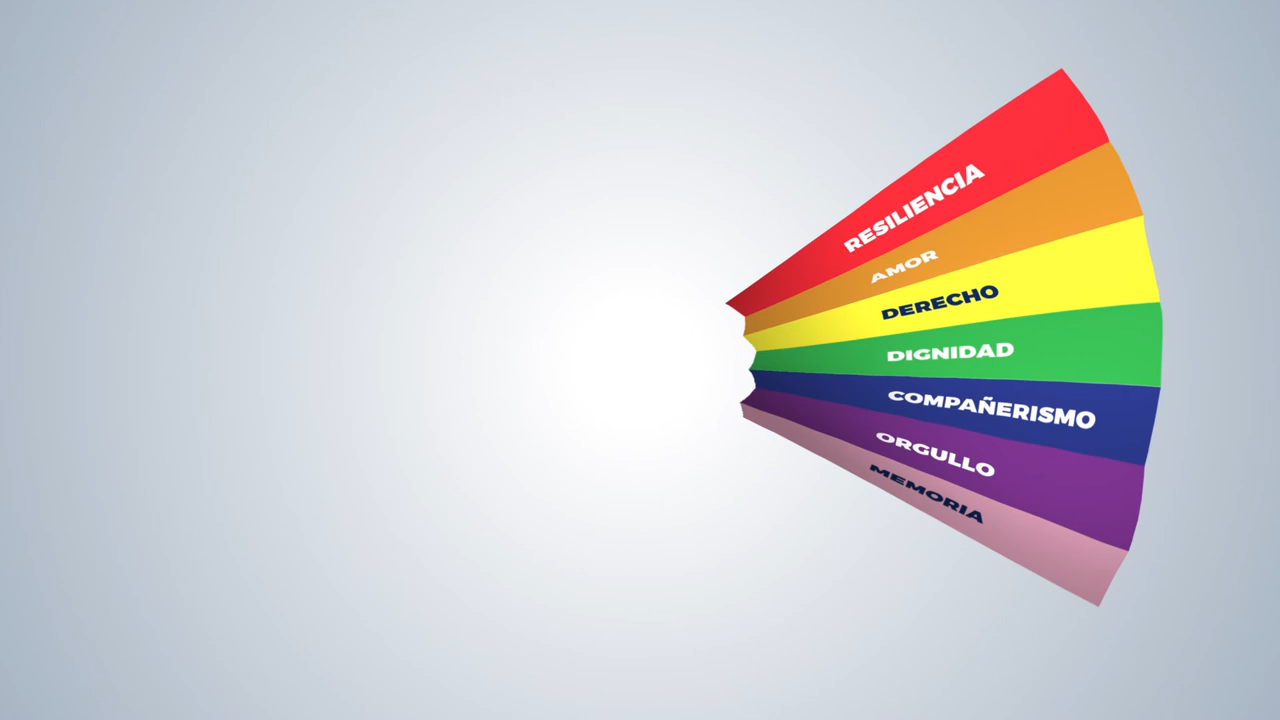 RESILIENCIA
AMOR
DERECHO
DIGNIDAD
COMPAÑERISMO
ORGULLO
MEMORIA